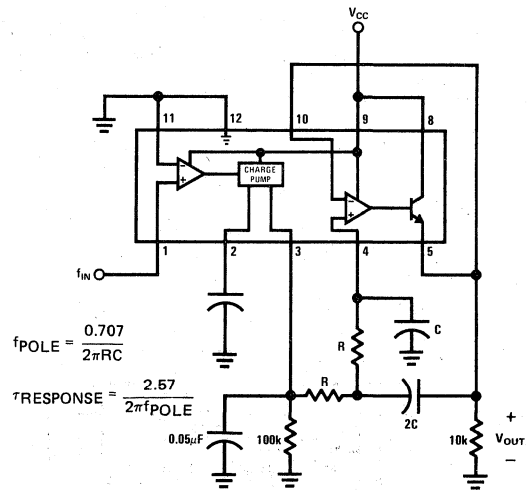 VCC
11
12
10
9
8
CHARGE
PUMP
−
+
−
+
1
2
3
4
5
fIN
C
R
fPOLE = 0.707 / 2πRC
R
τRESPONSE = 2.57 / 2πfPOLE
2C
0.05μF
100k
10k
+
VOUT
−